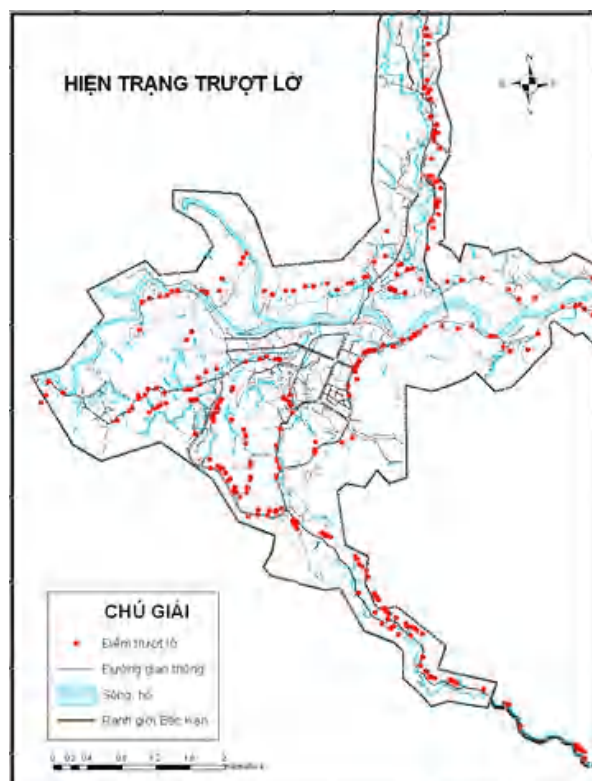 HIỆN TRẠNG TRƯỢT LỞ
N
CHÚ GIẢI
Điểm trượt lở
Đường giao thông
Sông, hồ
Ranh giới Bắc Kạn